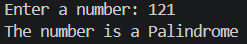 Enter a number: 121
The number is a Palindrome